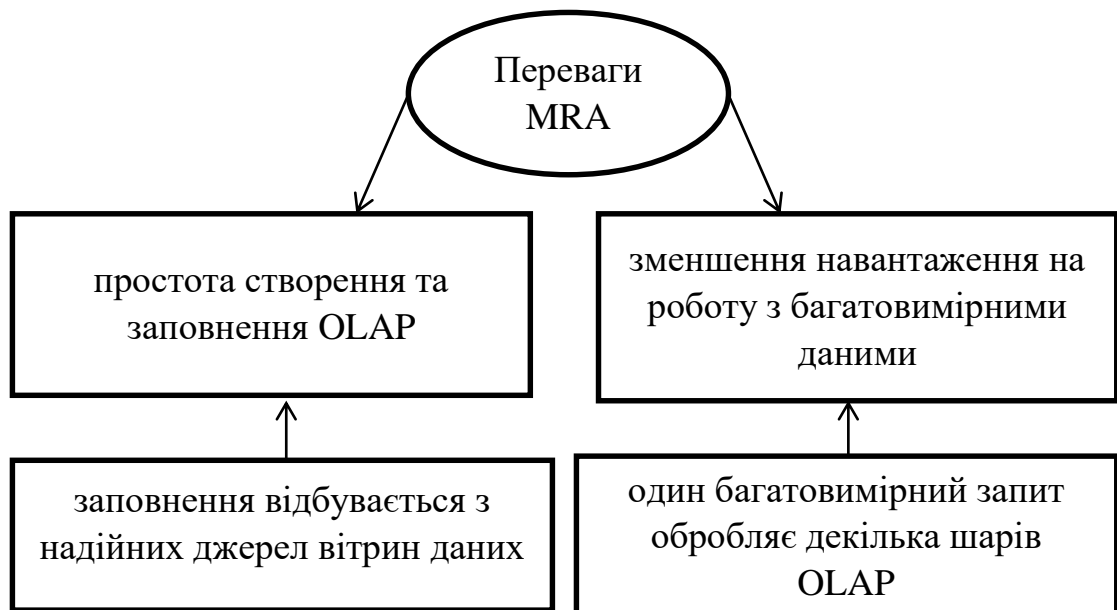 Переваги
MRA
простота створення та
заповнення OLAP
зменшення навантаження на
роботу з багатовимірними
даними
заповнення відбувається з
надійних джерел вітрин даних
один багатовимірний запит
обробляє декілька шарів
OLAP